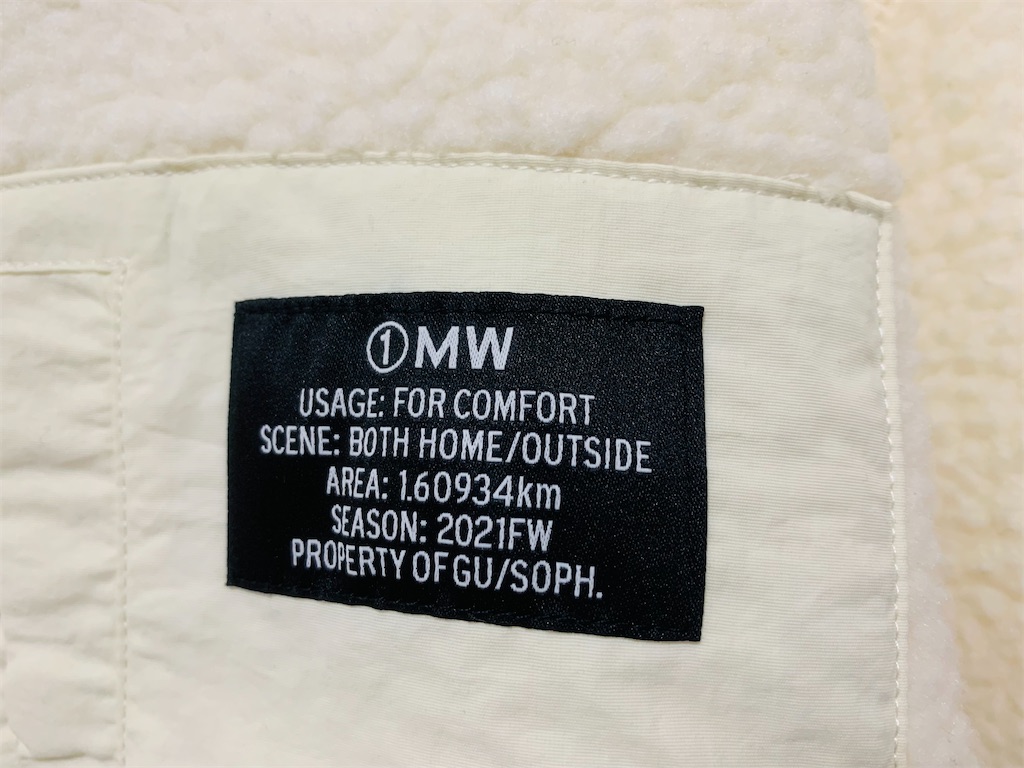 ①MW
USAGE: FOR COMFORT
SCENE: BOTH HOME/OUTSIDE
AREA: 1.60934km
SEASON: 2021FW
PROPERTY OF GU/SOPH.